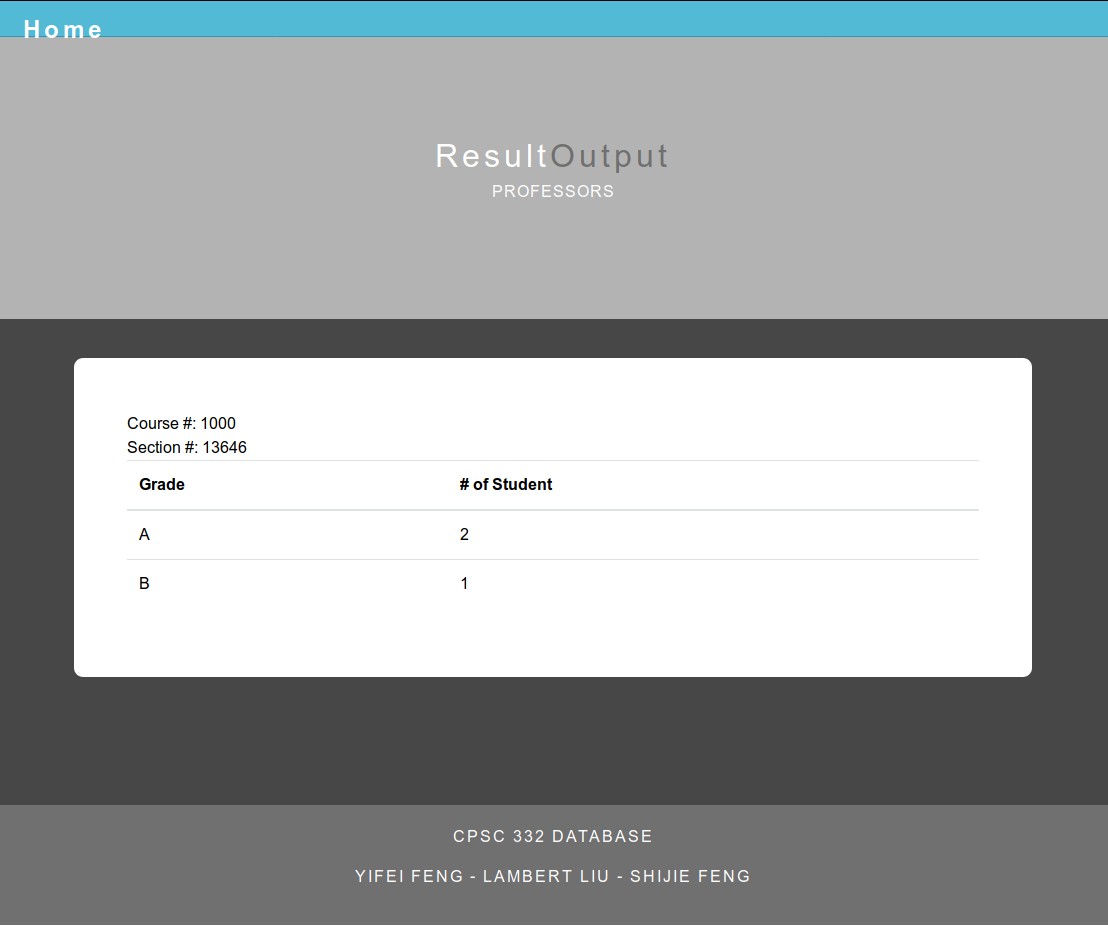 Home
ResultOutput
PROFESSORS
Course #: 1000
Section #: 13646
Grade # of Student
A 2
B 1
CPSC 332 DATABASE
YIFEI FENG - LAMBERT LIU - SHIJIE FENG